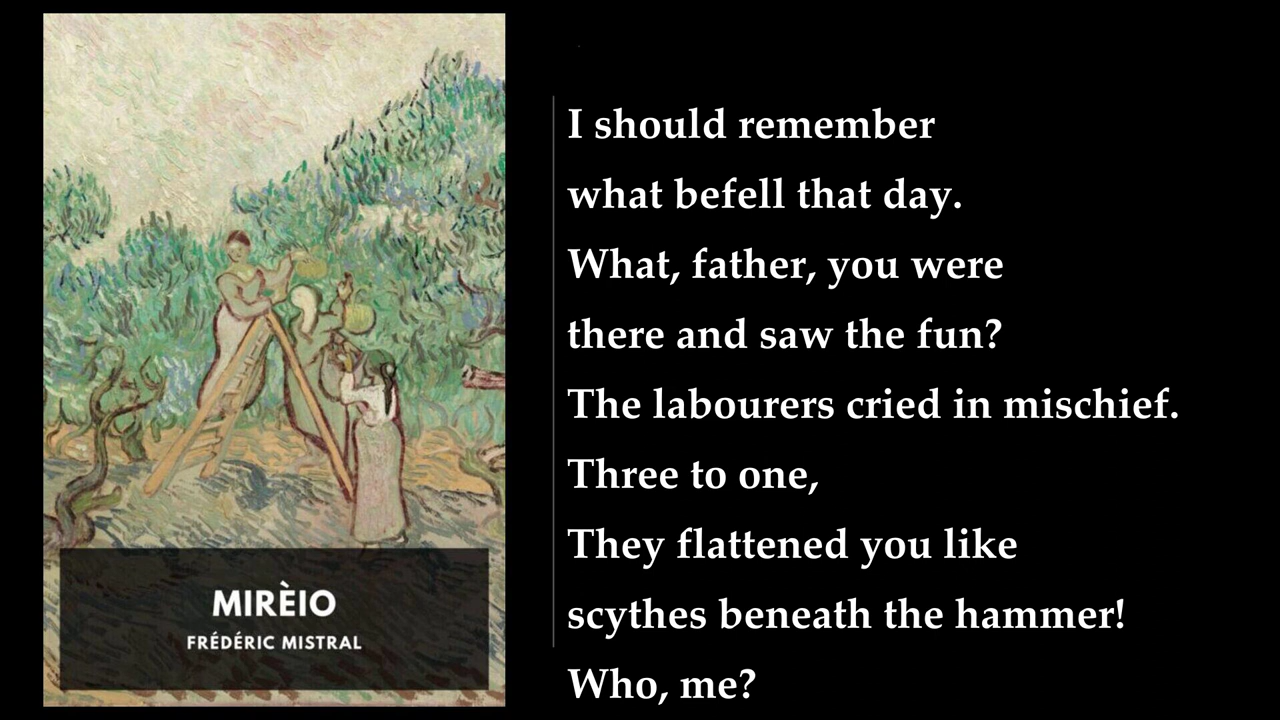 MIRÈIO
FRÉDÉRIC MISTRAL
I should remember
what befell that day.
What, father, you were
there and saw the fun?
The labourers cried in mischief.
Three to one,
They flattened you like
scythes beneath the hammer!
Who, me?